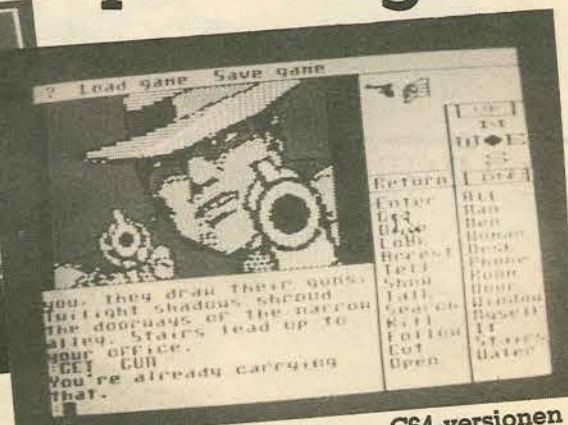 ? Load game Save game
you, they draw their guns.
Twilight shadows shroud
the doorways of the narrow
alley. Stairs lead up to
your office.
GET GUN
You're already carrying
that.
UP
W E
S
Return
Enter
Get
Look
Arrest
Tell
Show
Talk
Search
Kill
Follow
Cut
Open
All
Man
Men
Woman
Desk
Phone
Room
Door
Window
Myself
It
Stairs
Water
C64 versionen